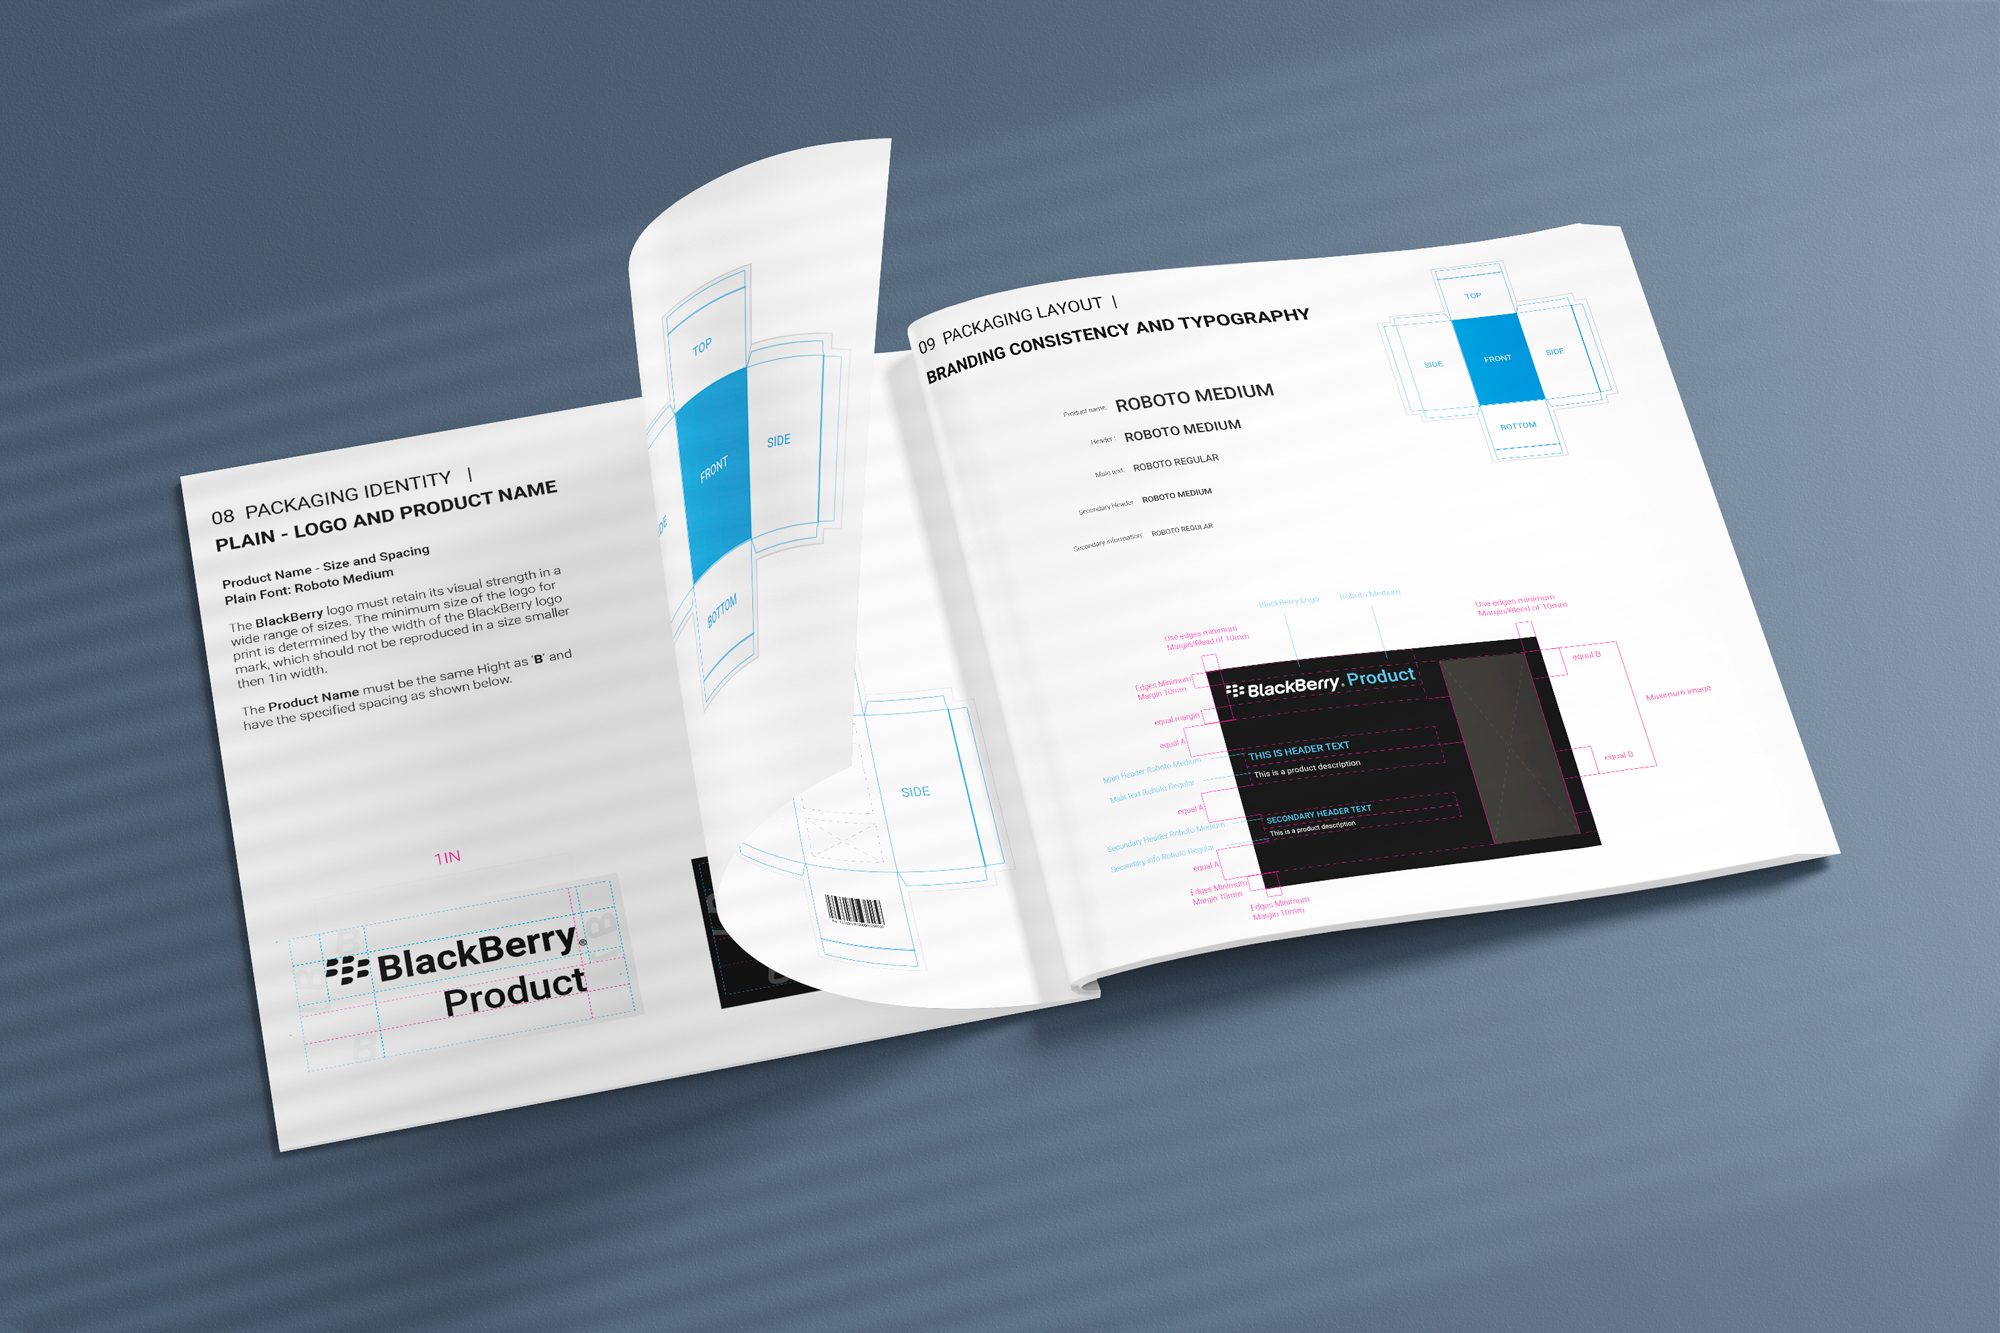 08 PACKAGING IDENTITY |
PLAIN - LOGO AND PRODUCT NAME
Product Name - Size and Spacing
Plain Font: Roboto Medium
The BlackBerry logo must retain its visual strength in a
wide range of sizes. The minimum size of the logo for
print is determined by the width of the BlackBerry logo
mark, which should not be reproduced in a size smaller
then 1in width.
The Product Name must be the same Hight as 'B' and
have the specified spacing as shown below.
1IN
B
B
B
B
BlackBerry®
Product
TOP
FRONT
SIDE
BOTTOM
SIDE
09 PACKAGING LAYOUT |
BRANDING CONSISTENCY AND TYPOGRAPHY
Product name: ROBOTO MEDIUM
Header: ROBOTO MEDIUM
Main text: ROBOTO REGULAR
Secondary Header ROBOTO MEDIUM
Secondary information: ROBOTO REGULAR
TOP
SIDE
FRONT
SIDE
BOTTOM
BlackBerry Logo
Roboto Medium
Use edges minimum
Margin/Bleed of 10mm
Use edges minimum
Margin/Bleed of 10mm
Edges Minimum
Margin 10mm
equal margin
equal A
Main Header Roboto Medium
Main text Roboto Regular
equal A
Secondary Header Roboto Medium
Secondary info Roboto Regular
equal A
Edges Minimum
Margin 10mm
Edges Minimum
Margin 10mm
BlackBerry. Product
THIS IS HEADER TEXT
This is a product description
SECONDARY HEADER TEXT
This is a product description
equal B
Maximum image
equal B